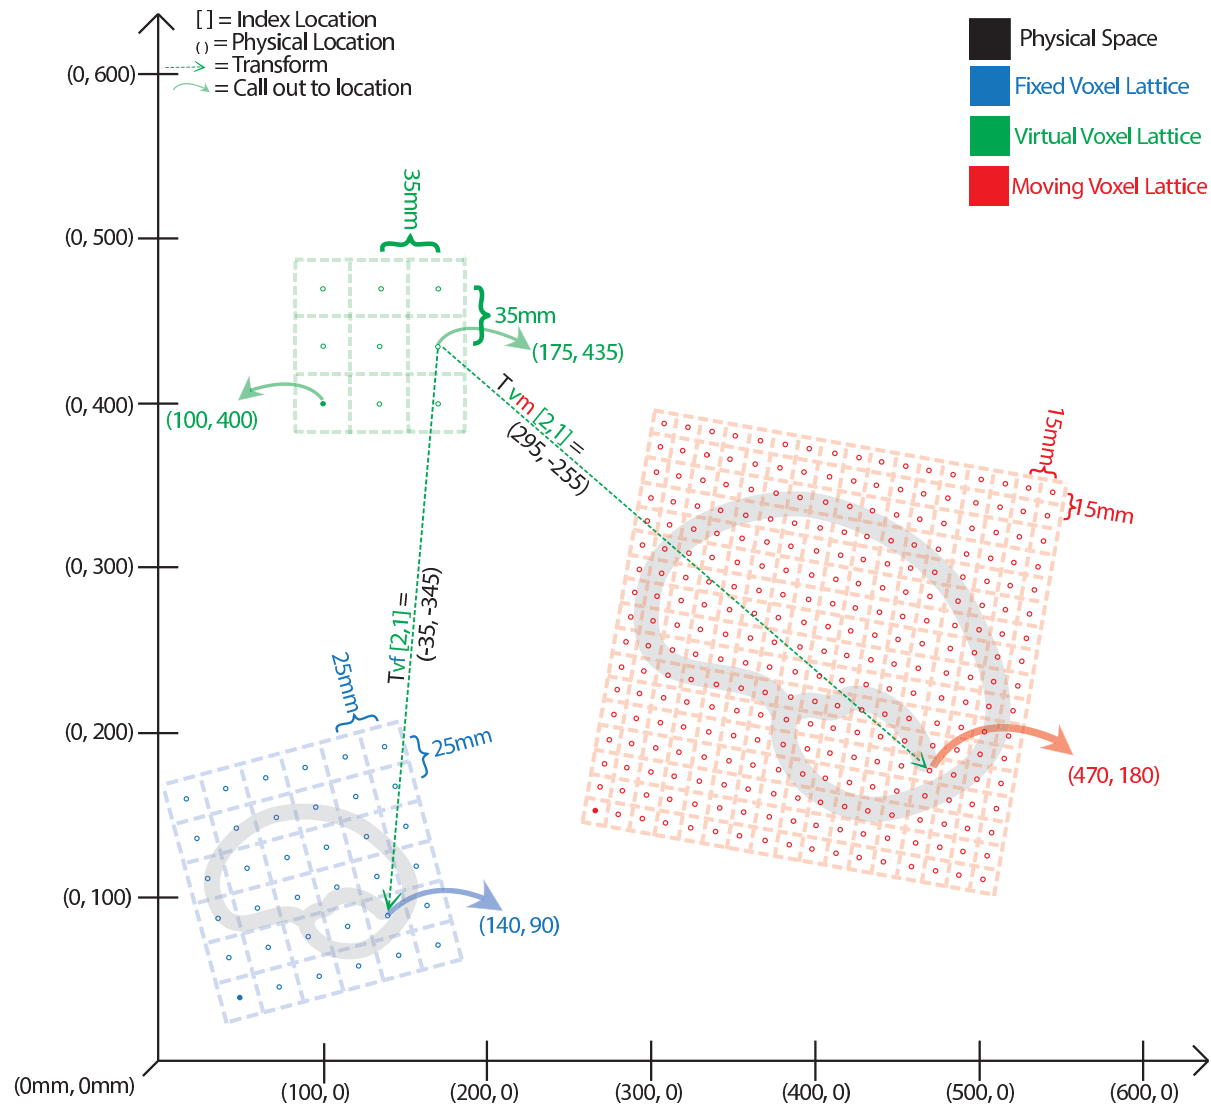 [ ] = Index Location
( ) = Physical Location
= Transform
= Call out to location
Physical Space
Fixed Voxel Lattice
Virtual Voxel Lattice
Moving Voxel Lattice
(0, 600)
(0, 500)
(0, 400)
(0, 300)
(0, 200)
(0, 100)
(0mm, 0mm)
(100, 0)
(200, 0)
(300, 0)
(400, 0)
(500, 0)
(600, 0)
35mm
35mm
(175, 435)
(100, 400)
T vm [2,1] =
(295, -255)
Tvf [2,1] =
(-35, -345)
15mm
15mm
25mm
25mm
(470, 180)
(140, 90)